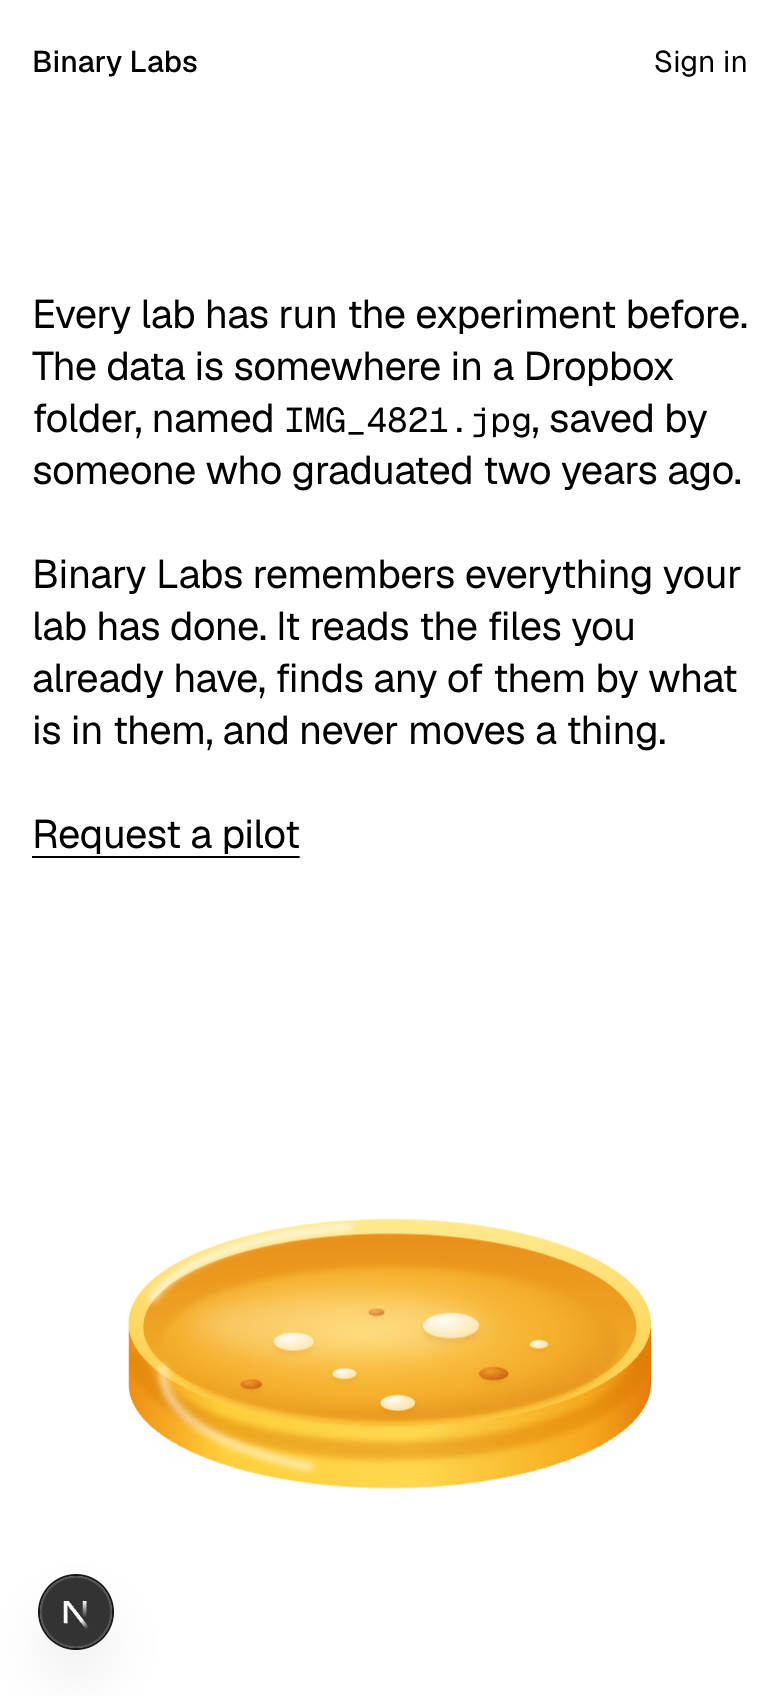 Binary Labs
Sign in
Every lab has run the experiment before.
The data is somewhere in a Dropbox
folder, named IMG_4821.jpg, saved by
someone who graduated two years ago.
Binary Labs remembers everything your
lab has done. It reads the files you
already have, finds any of them by what
is in them, and never moves a thing.
Request a pilot
N